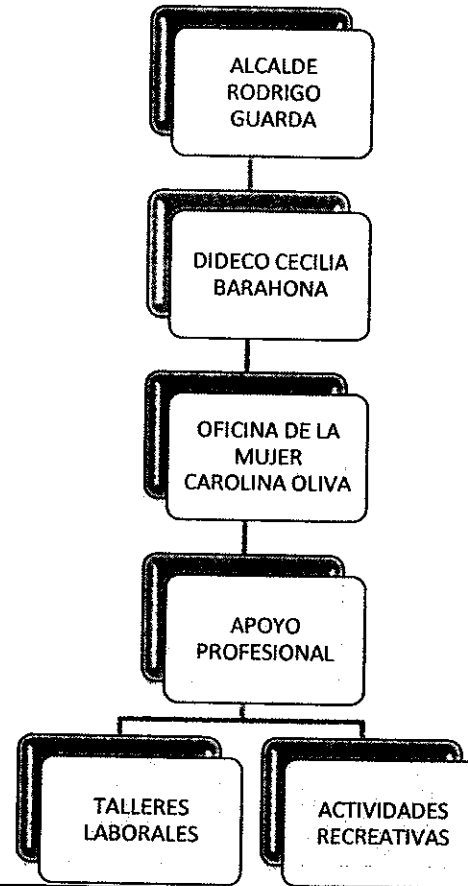 ALCALDE
RODRIGO
GUARDA
DIDECO CECILIA
BARAHONA
OFICINA DE LA
MUJER
CAROLINA OLIVA
APOYO
PROFESIONAL
TALLERES
LABORALES
ACTIVIDADES
RECREATIVAS